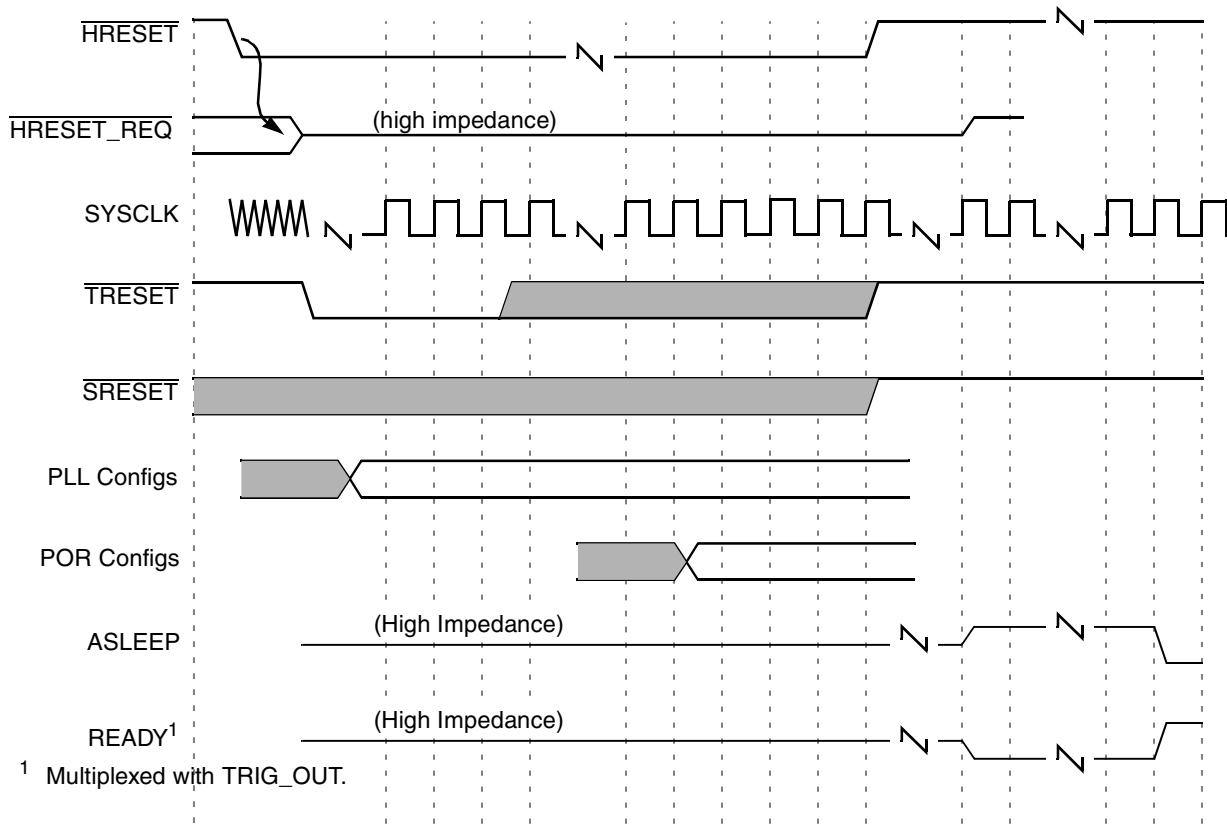 HRESET
HRESET_REQ
(high impedance)
SYSCLK
TRESET
SRESET
PLL Configs
POR Configs
ASLEEP
(High Impedance)
READY1
(High Impedance)
1 Multiplexed with TRIG_OUT.